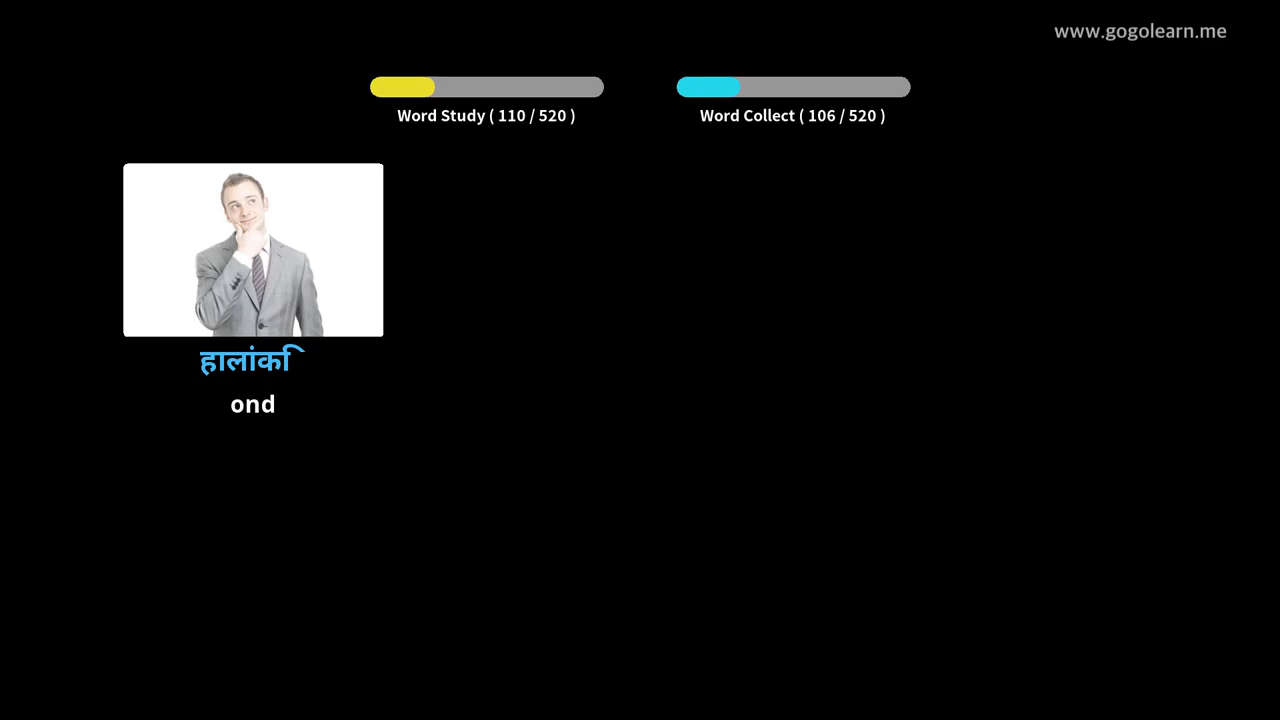 www.gogolearn.me
Word Study ( 110 / 520 )
Word Collect ( 106 / 520 )
हालांकि
ond